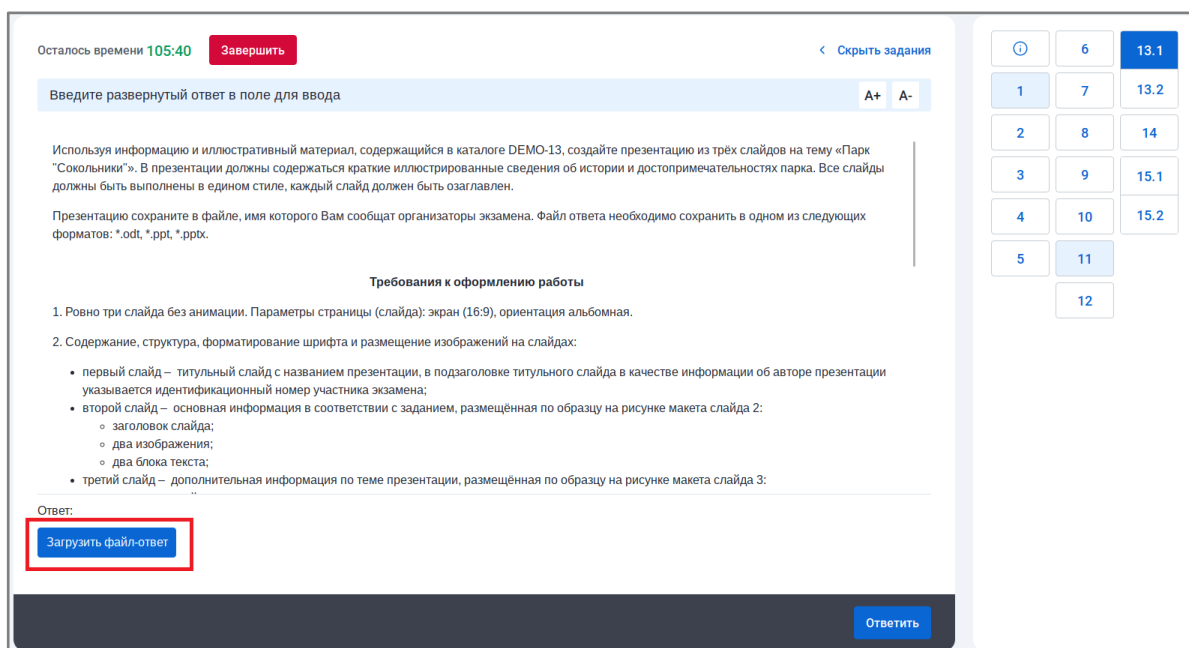 Осталось времени 105:40 Завершить < Скрыть задания
Введите развернутый ответ в поле для ввода A+ A-
Используя информацию и иллюстративный материал, содержащийся в каталоге DEMO-13, создайте презентацию из трёх слайдов на тему «Парк
"Сокольники"». В презентации должны содержаться краткие иллюстрированные сведения об истории и достопримечательностях парка. Все слайды
должны быть выполнены в едином стиле, каждый слайд должен быть озаглавлен.
Презентацию сохраните в файле, имя которого Вам сообщат организаторы экзамена. Файл ответа необходимо сохранить в одном из следующих
форматов: *.odt, *.ppt, *.pptx.
Требования к оформлению работы
1. Ровно три слайда без анимации. Параметры страницы (слайда): экран (16:9), ориентация альбомная.
2. Содержание, структура, форматирование шрифта и размещение изображений на слайдах:
• первый слайд – титульный слайд с названием презентации, в подзаголовке титульного слайда в качестве информации об авторе презентации
указывается идентификационный номер участника экзамена;
• второй слайд – основная информация в соответствии с заданием, размещённая по образцу на рисунке макета слайда 2:
◦ заголовок слайда;
◦ два изображения;
◦ два блока текста;
• третий слайд – дополнительная информация по теме презентации, размещённая по образцу на рисунке макета слайда 3:
Ответ:
Загрузить файл-ответ
Ответить
6 13.1
1 7 13.2
2 8 14
3 9 15.1
4 10 15.2
5 11
12